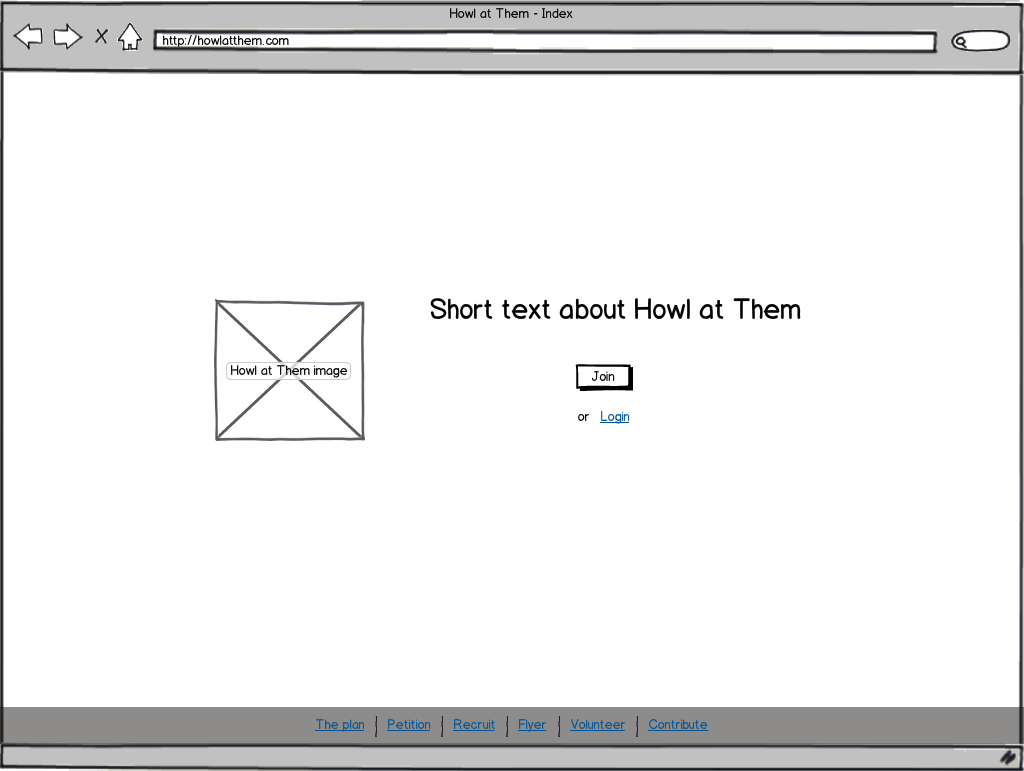 Howl at Them - Index
http://howlatthem.com
Short text about Howl at Them
Howl at Them image
Join
or Login
The plan | Petition | Recruit | Flyer | Volunteer | Contribute